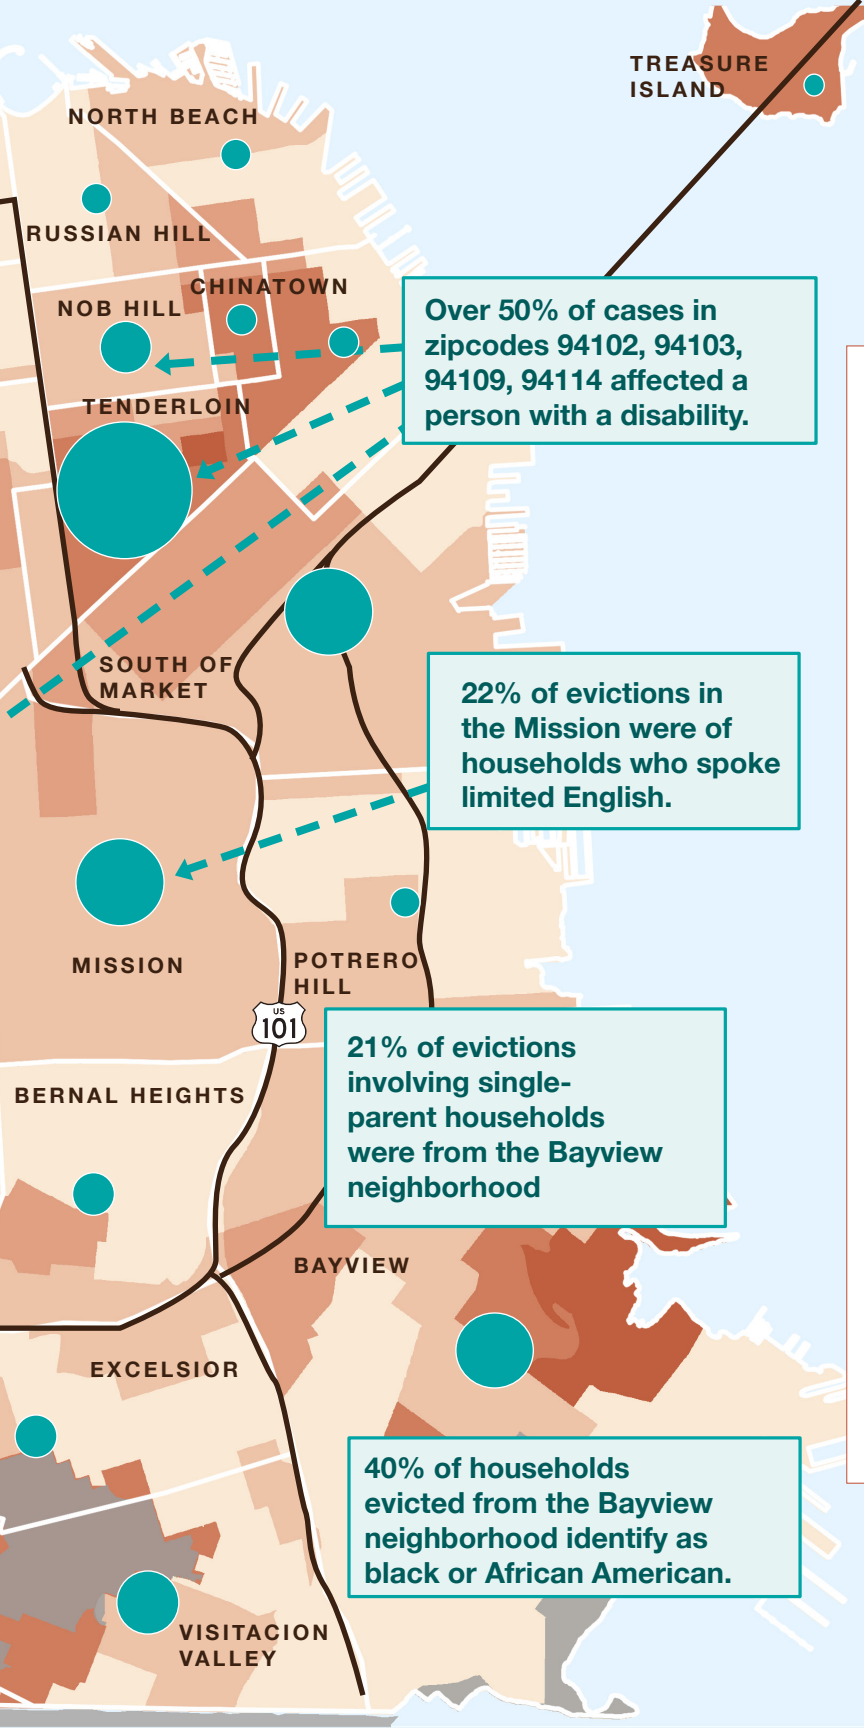 TREASURE
ISLAND
NORTH BEACH
RUSSIAN HILL
CHINATOWN
NOB HILL
Over 50% of cases in
zipcodes 94102, 94103,
94109, 94114 affected a
person with a disability.
TENDERLOIN
SOUTH OF
MARKET
22% of evictions in
the Mission were of
households who spoke
limited English.
MISSION
POTRERO
HILL
US
101
21% of evictions
involving single-
parent households
were from the Bayview
neighborhood
BERNAL HEIGHTS
BAYVIEW
EXCELSIOR
40% of households
evicted from the Bayview
neighborhood identify as
black or African American.
VISITACION
VALLEY